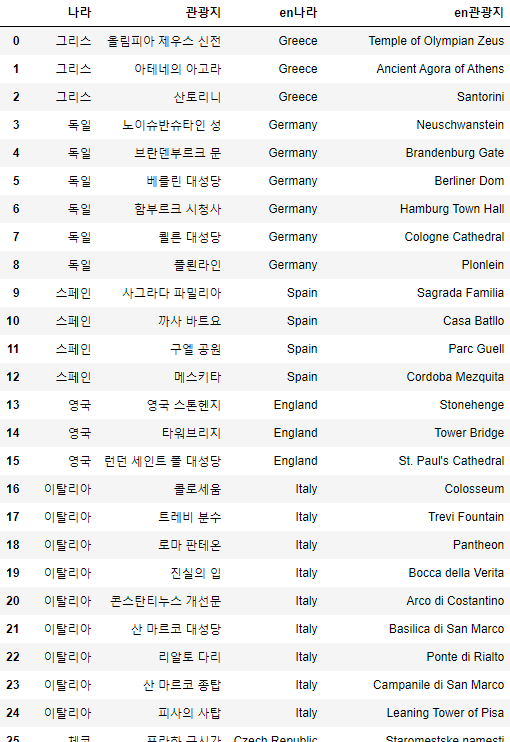 나라 관광지 en나라 en관광지
0 그리스 올림피아 제우스 신전 Greece Temple of Olympian Zeus
1 그리스 아테네의 아고라 Greece Ancient Agora of Athens
2 그리스 산토리니 Greece Santorini
3 독일 노이슈반슈타인 성 Germany Neuschwanstein
4 독일 브란덴부르크 문 Germany Brandenburg Gate
5 독일 베를린 대성당 Germany Berliner Dom
6 독일 함부르크 시청사 Germany Hamburg Town Hall
7 독일 쾰른 대성당 Germany Cologne Cathedral
8 독일 플뢴라인 Germany Plonlein
9 스페인 사그라다 파밀리아 Spain Sagrada Familia
10 스페인 까사 바트요 Spain Casa Batllo
11 스페인 구엘 공원 Spain Parc Guell
12 스페인 메스키타 Spain Cordoba Mezquita
13 영국 영국 스톤헨지 England Stonehenge
14 영국 타워브리지 England Tower Bridge
15 영국 런던 세인트 폴 대성당 England St. Paul's Cathedral
16 이탈리아 콜로세움 Italy Colosseum
17 이탈리아 트레비 분수 Italy Trevi Fountain
18 이탈리아 로마 판테온 Italy Pantheon
19 이탈리아 진실의 입 Italy Bocca della Verita
20 이탈리아 콘스탄티누스 개선문 Italy Arco di Costantino
21 이탈리아 산 마르코 대성당 Italy Basilica di San Marco
22 이탈리아 리알토 다리 Italy Ponte di Rialto
23 이탈리아 산 마르코 종탑 Italy Campanile di San Marco
24 이탈리아 피사의 사탑 Italy Leaning Tower of Pisa
25 체코 프라하 구시가 Czech Republic Staromestske namesti